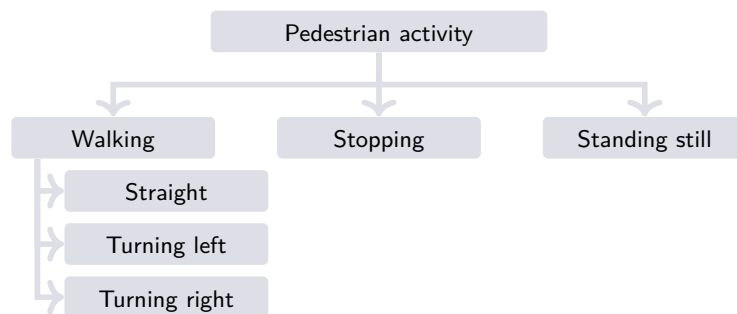 Pedestrian activity
Walking
Stopping
Standing still
Straight
Turning left
Turning right